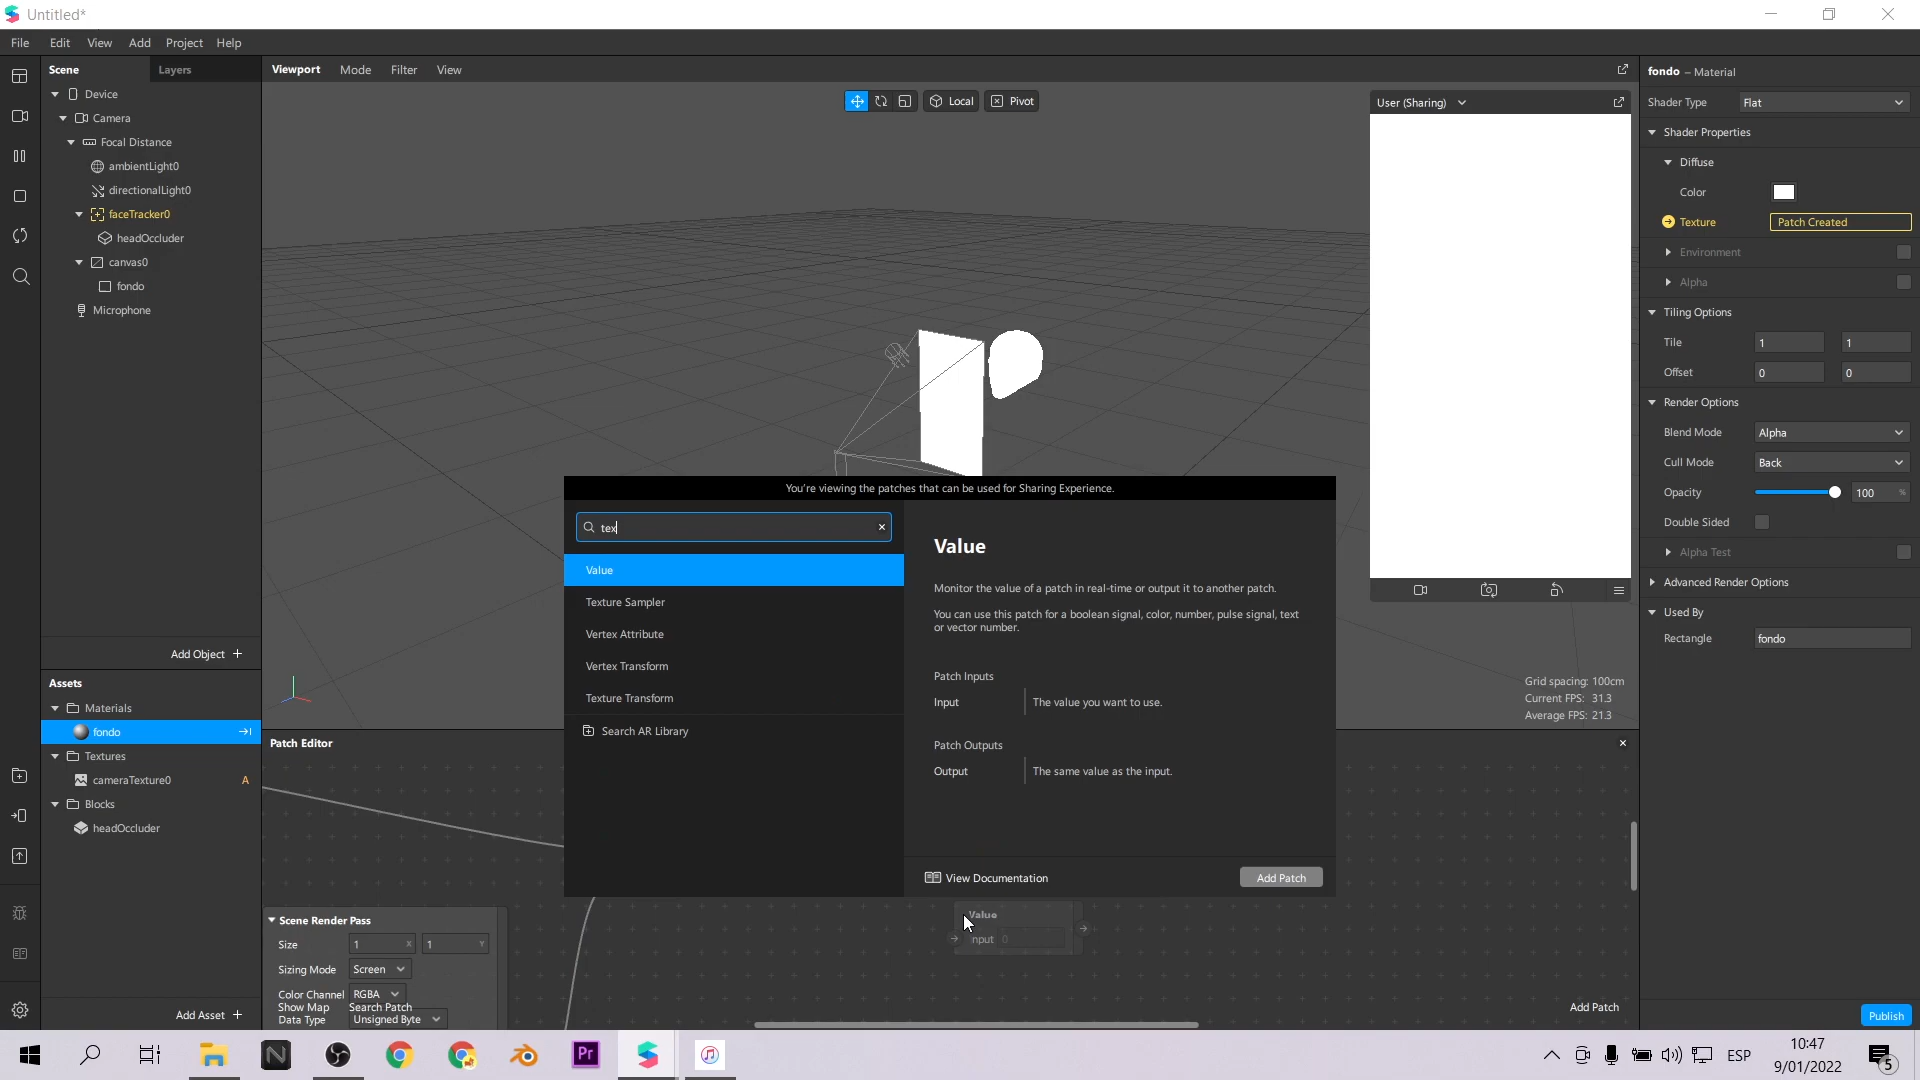 Untitled*
File Edit View Add Project Help
Scene Layers
Viewport Mode Filter View
fondo – Material
Device
Camera
Focal Distance
ambientLight0
directionalLight0
faceTracker0
headOccluder
canvas0
fondo
Microphone
Add Object +
Local Pivot
User (Sharing)
Shader Type Flat
Shader Properties
Diffuse
Color
Texture Patch Created
Environment
Alpha
Tiling Options
Tile 1 1
Offset 0 0
Render Options
Blend Mode Alpha
Cull Mode Back
Opacity 100 %
Double Sided
Alpha Test
Advanced Render Options
Used By
Rectangle fondo
You're viewing the patches that can be used for Sharing Experience.
tex
Value
Texture Sampler
Vertex Attribute
Vertex Transform
Texture Transform
Search AR Library
Value
Monitor the value of a patch in real-time or output it to another patch.
You can use this patch for a boolean signal, color, number, pulse signal, text
or vector number.
Patch Inputs
Input The value you want to use.
Patch Outputs
Output The same value as the input.
View Documentation
Add Patch
Grid spacing: 100cm
Current FPS: 31.3
Average FPS: 21.3
Assets
Materials
fondo
Textures
cameraTexture0 A
Blocks
headOccluder
Add Asset +
Patch Editor
Scene Render Pass
Size 1 X 1 Y
Sizing Mode Screen
Color Channel RGBA
Show Map Search Patch
Data Type Unsigned Byte
Value
Input 0
Add Patch
Publish
N
Pr
ESP
10:47
9/01/2022
5